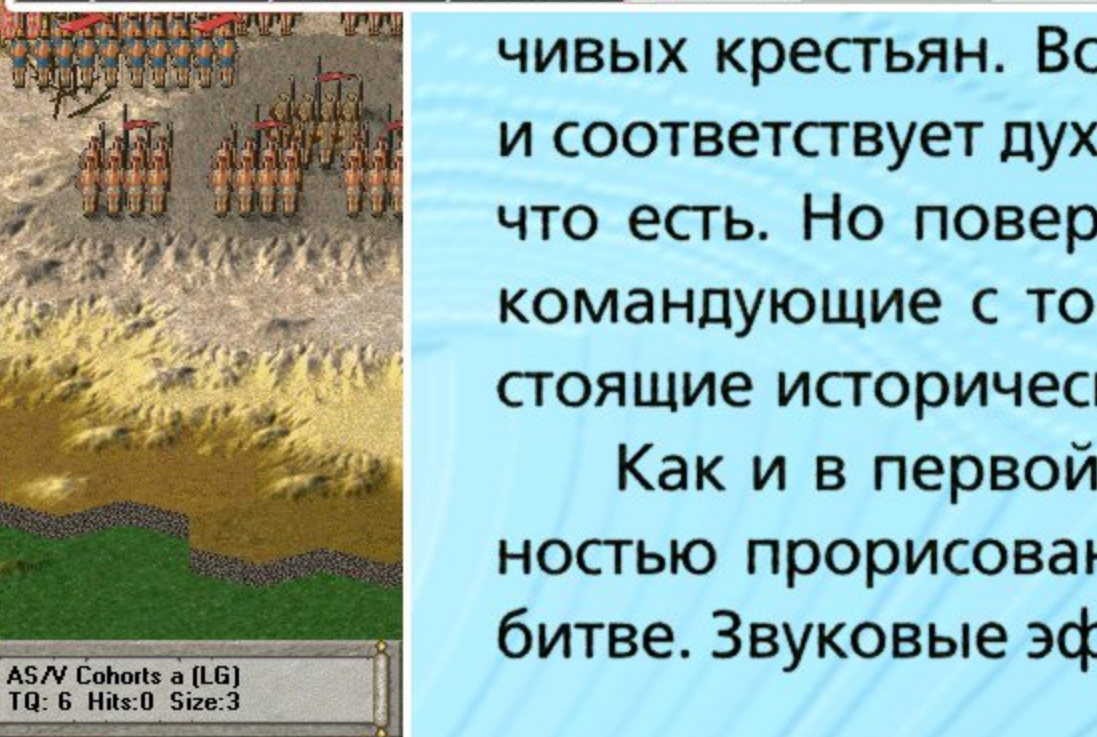 чивых крестьян. Во
и соответствует дух
что есть. Но повер
командующие с то
стоящие историчес
Как и в первой
ностью прорисован
битве. Звуковые эф
AS/V Cohorts a (LG)
TQ: 6 Hits:0 Size:3